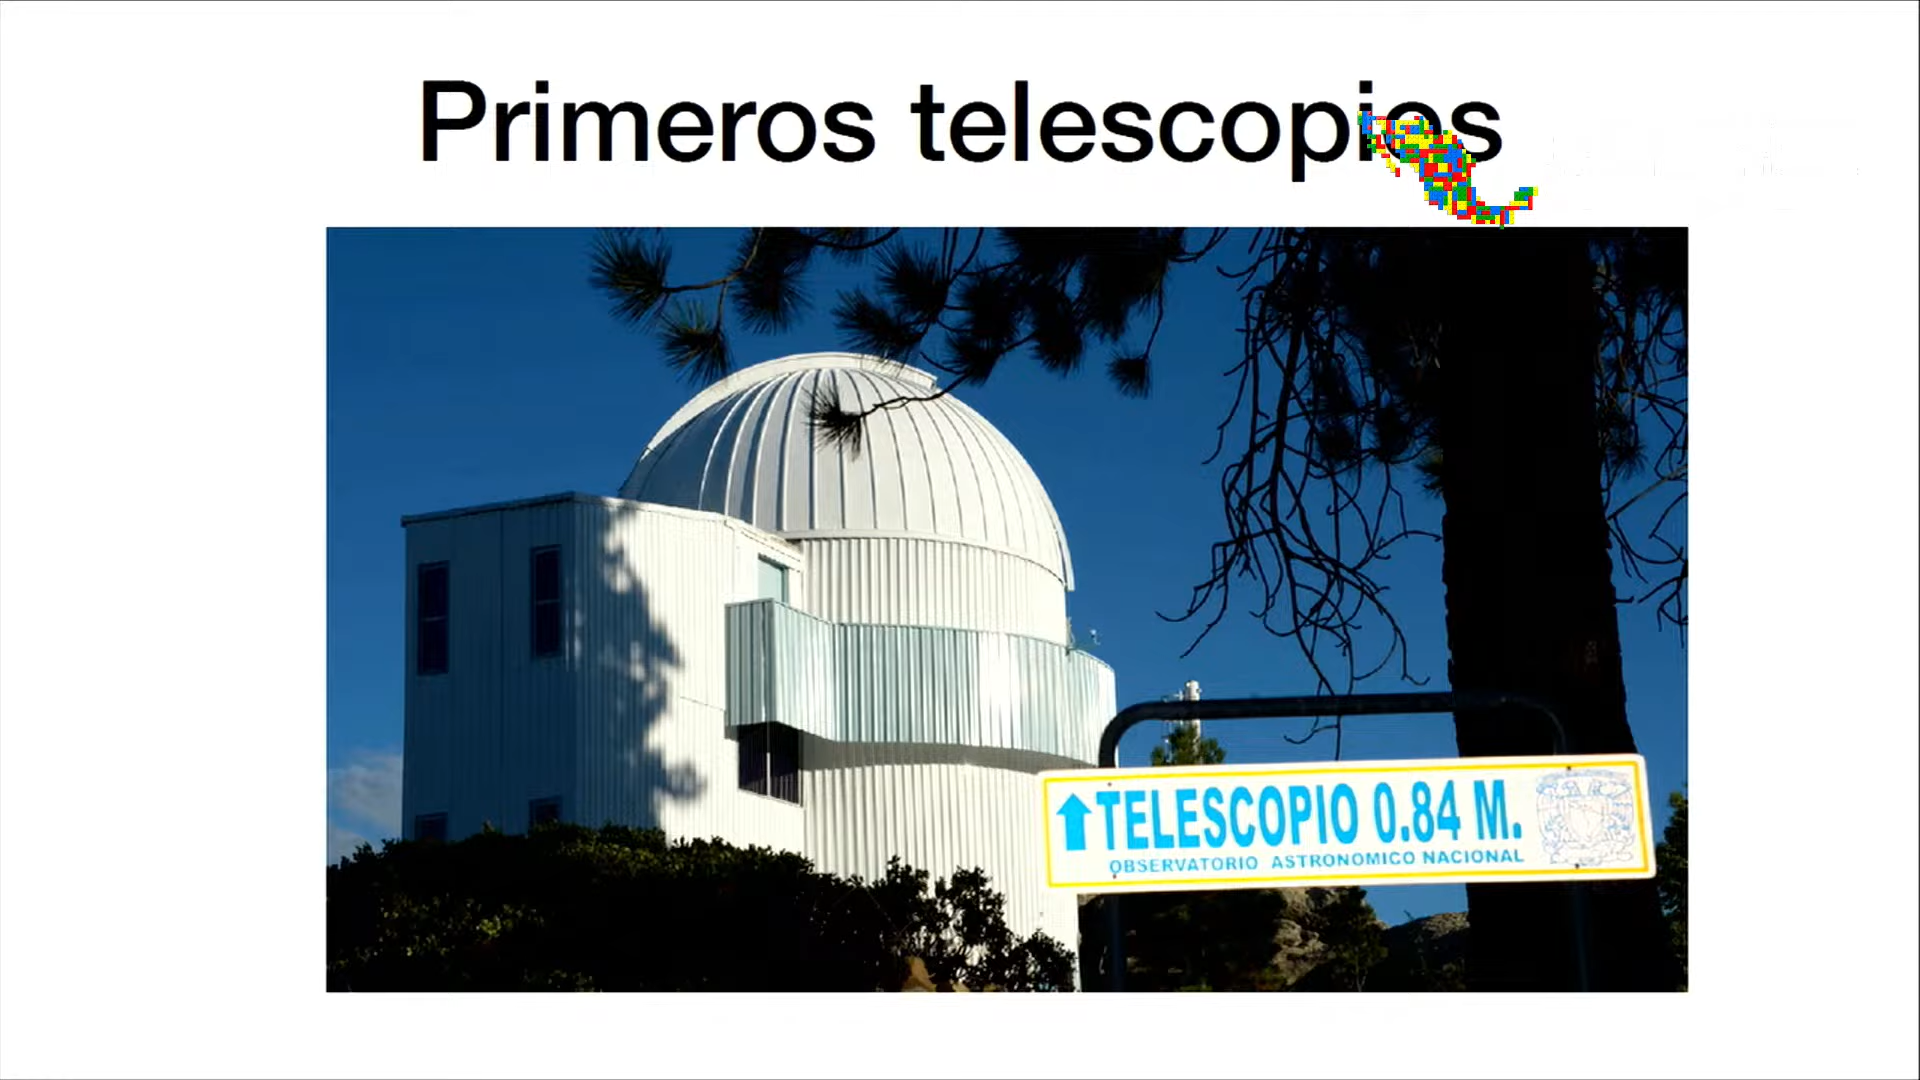 Primeros telescopios
TELESCOPIO 0.84 M.
OBSERVATORIO ASTRONOMICO NACIONAL